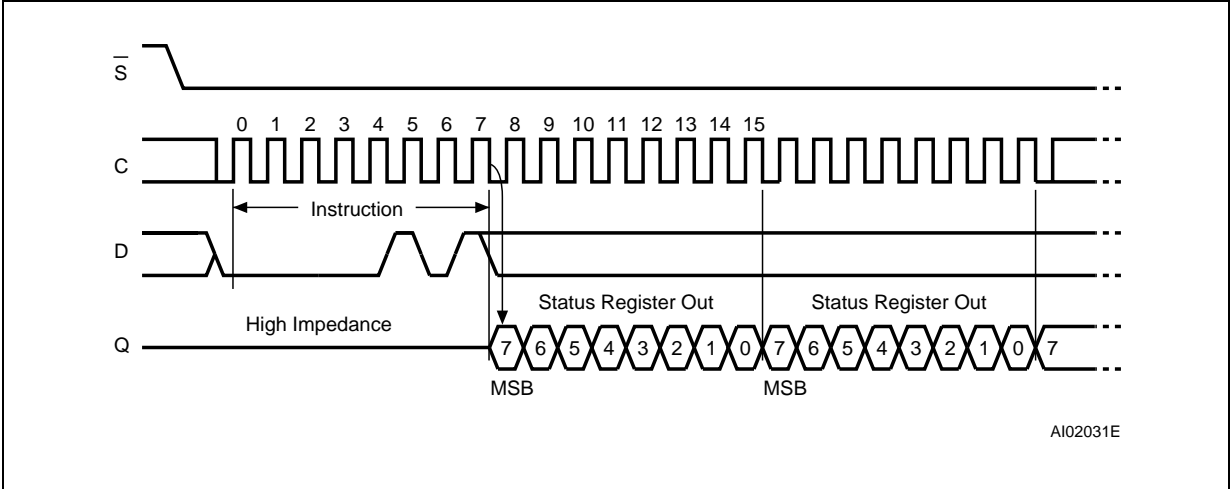 S
0 1 2 3 4 5 6 7 8 9 10 11 12 13 14 15
C
Instruction
D
Status Register Out Status Register Out
High Impedance
Q 7 6 5 4 3 2 1 0 7 6 5 4 3 2 1 0 7
MSB MSB
AI02031E